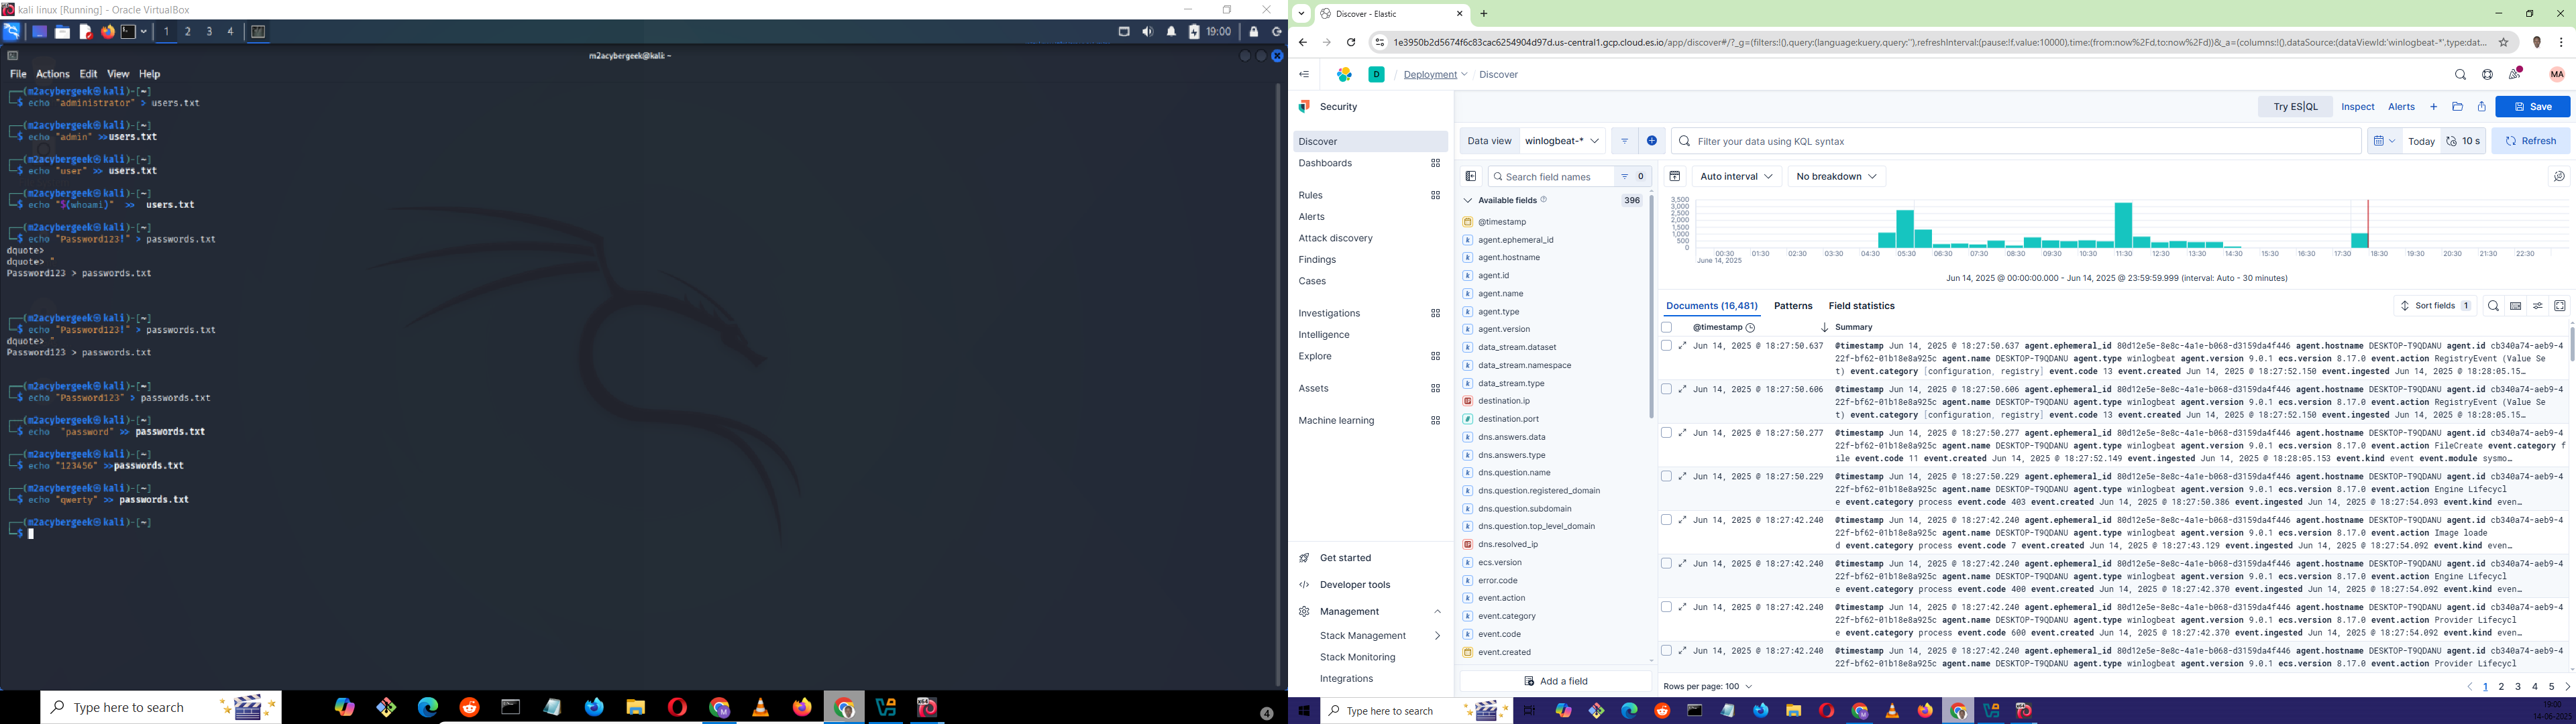 kali linux [Running] - Oracle VirtualBox
1 2 3 4
19:00
m2acybergeek@kali: ~
File Actions Edit View Help
(m2acybergeek㉿kali)-[~]
$ echo "administrator" > users.txt
(m2acybergeek㉿kali)-[~]
$ echo "admin" >>users.txt
(m2acybergeek㉿kali)-[~]
$ echo "user" >> users.txt
(m2acybergeek㉿kali)-[~]
$ echo "$(whoami)" >> users.txt
(m2acybergeek㉿kali)-[~]
$ echo "Password123!" > passwords.txt
dquote>
dquote> "
Password123 > passwords.txt
$ echo "Password123!" > passwords.txt
dquote> "
Password123 > passwords.txt
(m2acybergeek㉿kali)-[~]
$ echo "Password123" > passwords.txt
(m2acybergeek㉿kali)-[~]
$ echo "password" >> passwords.txt
(m2acybergeek㉿kali)-[~]
$ echo "123456" >>passwords.txt
(m2acybergeek㉿kali)-[~]
$ echo "qwerty" >> passwords.txt
(m2acybergeek㉿kali)-[~]
$
Type here to search
4
Discover - Elastic
1e3950b2d5674f6c83cac6254904d97d.us-central1.gcp.cloud.es.io/app/discover#/?_g=(filters:!(),query:(language:kuery,query:''),refreshInterval:(pause:!f,value:10000),time:(from:now%2Fd,to:now%2Fd))&_a=(columns:!(),dataSource:(dataViewId:'winlogbeat-*',type:dat...
D / Deployment / Discover
MA
Security
Try ES|QL Inspect Alerts Save
Discover
Dashboards
Rules
Alerts
Attack discovery
Findings
Cases
Investigations
Intelligence
Explore
Assets
Machine learning
Get started
Developer tools
Management
Stack Management
Stack Monitoring
Integrations
Data view winlogbeat-* Filter your data using KQL syntax Today 10 s Refresh
Search field names 0
Available fields 396
@timestamp
agent.ephemeral_id
agent.hostname
agent.id
agent.name
agent.type
agent.version
data_stream.dataset
data_stream.namespace
data_stream.type
destination.ip
destination.port
dns.answers.data
dns.answers.type
dns.question.name
dns.question.registered_domain
dns.question.subdomain
dns.question.top_level_domain
dns.resolved_ip
ecs.version
error.code
event.action
event.category
event.code
event.created
Add a field
Auto interval No breakdown
3,500
3,000
2,500
2,000
1,500
1,000
500
0
00:30 01:30 02:30 03:30 04:30 05:30 06:30 07:30 08:30 09:30 10:30 11:30 12:30 13:30 14:30 15:30 16:30 17:30 18:30 19:30 20:30 21:30 22:30
June 14, 2025
Jun 14, 2025 @ 00:00:00.000 - Jun 14, 2025 @ 23:59:59.999 (interval: Auto - 30 minutes)
Documents (16,481) Patterns Field statistics Sort fields 1
@timestamp Summary
Jun 14, 2025 @ 18:27:50.637 @timestamp Jun 14, 2025 @ 18:27:50.637 agent.ephemeral_id 80d12e5e-8e8c-4a1e-b068-d3159da4f446 agent.hostname DESKTOP-T9QDANU agent.id cb340a74-aeb9-4
22f-bf62-01b18e8a925c agent.name DESKTOP-T9QDANU agent.type winlogbeat agent.version 9.0.1 ecs.version 8.17.0 event.action RegistryEvent (Value Se
t) event.category [configuration, registry] event.code 13 event.created Jun 14, 2025 @ 18:27:52.150 event.ingested Jun 14, 2025 @ 18:28:05.15...
Jun 14, 2025 @ 18:27:50.606 @timestamp Jun 14, 2025 @ 18:27:50.606 agent.ephemeral_id 80d12e5e-8e8c-4a1e-b068-d3159da4f446 agent.hostname DESKTOP-T9QDANU agent.id cb340a74-aeb9-4
22f-bf62-01b18e8a925c agent.name DESKTOP-T9QDANU agent.type winlogbeat agent.version 9.0.1 ecs.version 8.17.0 event.action RegistryEvent (Value Se
t) event.category [configuration, registry] event.code 13 event.created Jun 14, 2025 @ 18:27:52.150 event.ingested Jun 14, 2025 @ 18:28:05.15...
Jun 14, 2025 @ 18:27:50.277 @timestamp Jun 14, 2025 @ 18:27:50.277 agent.ephemeral_id 80d12e5e-8e8c-4a1e-b068-d3159da4f446 agent.hostname DESKTOP-T9QDANU agent.id cb340a74-aeb9-4
22f-bf62-01b18e8a925c agent.name DESKTOP-T9QDANU agent.type winlogbeat agent.version 9.0.1 ecs.version 8.17.0 event.action FileCreate event.category f
ile event.code 11 event.created Jun 14, 2025 @ 18:27:52.149 event.ingested Jun 14, 2025 @ 18:28:05.153 event.kind event event.module sysmo...
Jun 14, 2025 @ 18:27:50.229 @timestamp Jun 14, 2025 @ 18:27:50.229 agent.ephemeral_id 80d12e5e-8e8c-4a1e-b068-d3159da4f446 agent.hostname DESKTOP-T9QDANU agent.id cb340a74-aeb9-4
22f-bf62-01b18e8a925c agent.name DESKTOP-T9QDANU agent.type winlogbeat agent.version 9.0.1 ecs.version 8.17.0 event.action Engine Lifecycl
e event.category process event.code 403 event.created Jun 14, 2025 @ 18:27:50.386 event.ingested Jun 14, 2025 @ 18:27:54.093 event.kind even...
Jun 14, 2025 @ 18:27:42.240 @timestamp Jun 14, 2025 @ 18:27:42.240 agent.ephemeral_id 80d12e5e-8e8c-4a1e-b068-d3159da4f446 agent.hostname DESKTOP-T9QDANU agent.id cb340a74-aeb9-4
22f-bf62-01b18e8a925c agent.name DESKTOP-T9QDANU agent.type winlogbeat agent.version 9.0.1 ecs.version 8.17.0 event.action Image loade
d event.category process event.code 7 event.created Jun 14, 2025 @ 18:27:43.129 event.ingested Jun 14, 2025 @ 18:27:54.092 event.kind even...
Jun 14, 2025 @ 18:27:42.240 @timestamp Jun 14, 2025 @ 18:27:42.240 agent.ephemeral_id 80d12e5e-8e8c-4a1e-b068-d3159da4f446 agent.hostname DESKTOP-T9QDANU agent.id cb340a74-aeb9-4
22f-bf62-01b18e8a925c agent.name DESKTOP-T9QDANU agent.type winlogbeat agent.version 9.0.1 ecs.version 8.17.0 event.action Engine Lifecycl
e event.category process event.code 400 event.created Jun 14, 2025 @ 18:27:42.370 event.ingested Jun 14, 2025 @ 18:27:54.092 event.kind even...
Jun 14, 2025 @ 18:27:42.240 @timestamp Jun 14, 2025 @ 18:27:42.240 agent.ephemeral_id 80d12e5e-8e8c-4a1e-b068-d3159da4f446 agent.hostname DESKTOP-T9QDANU agent.id cb340a74-aeb9-4
22f-bf62-01b18e8a925c agent.name DESKTOP-T9QDANU agent.type winlogbeat agent.version 9.0.1 ecs.version 8.17.0 event.action Provider Lifecycl
e event.category process event.code 600 event.created Jun 14, 2025 @ 18:27:42.370 event.ingested Jun 14, 2025 @ 18:27:54.092 event.kind even...
Jun 14, 2025 @ 18:27:42.240 @timestamp Jun 14, 2025 @ 18:27:42.240 agent.ephemeral_id 80d12e5e-8e8c-4a1e-b068-d3159da4f446 agent.hostname DESKTOP-T9QDANU agent.id cb340a74-aeb9-4
22f-bf62-01b18e8a925c agent.name DESKTOP-T9QDANU agent.type winlogbeat agent.version 9.0.1 ecs.version 8.17.0 event.action Provider Lifecycl
Rows per page: 100 1 2 3 4 5
Type here to search
19:00